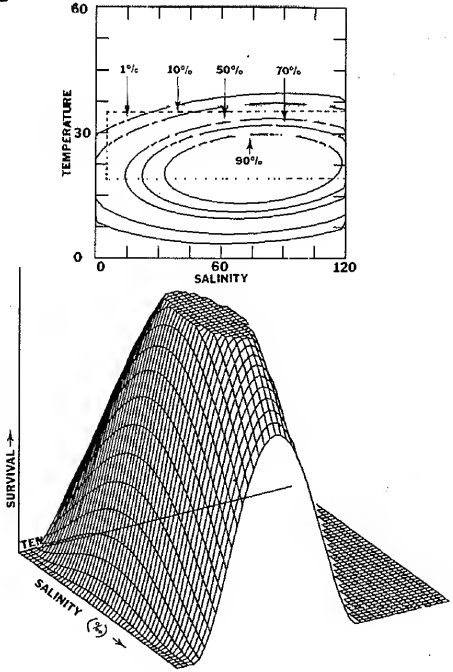 60
1% 10% 50% 70%
TEMPERATURE
30
90%
0
0 60 120
SALINITY
SURVIVAL →
TEN
SALINITY (‰) →